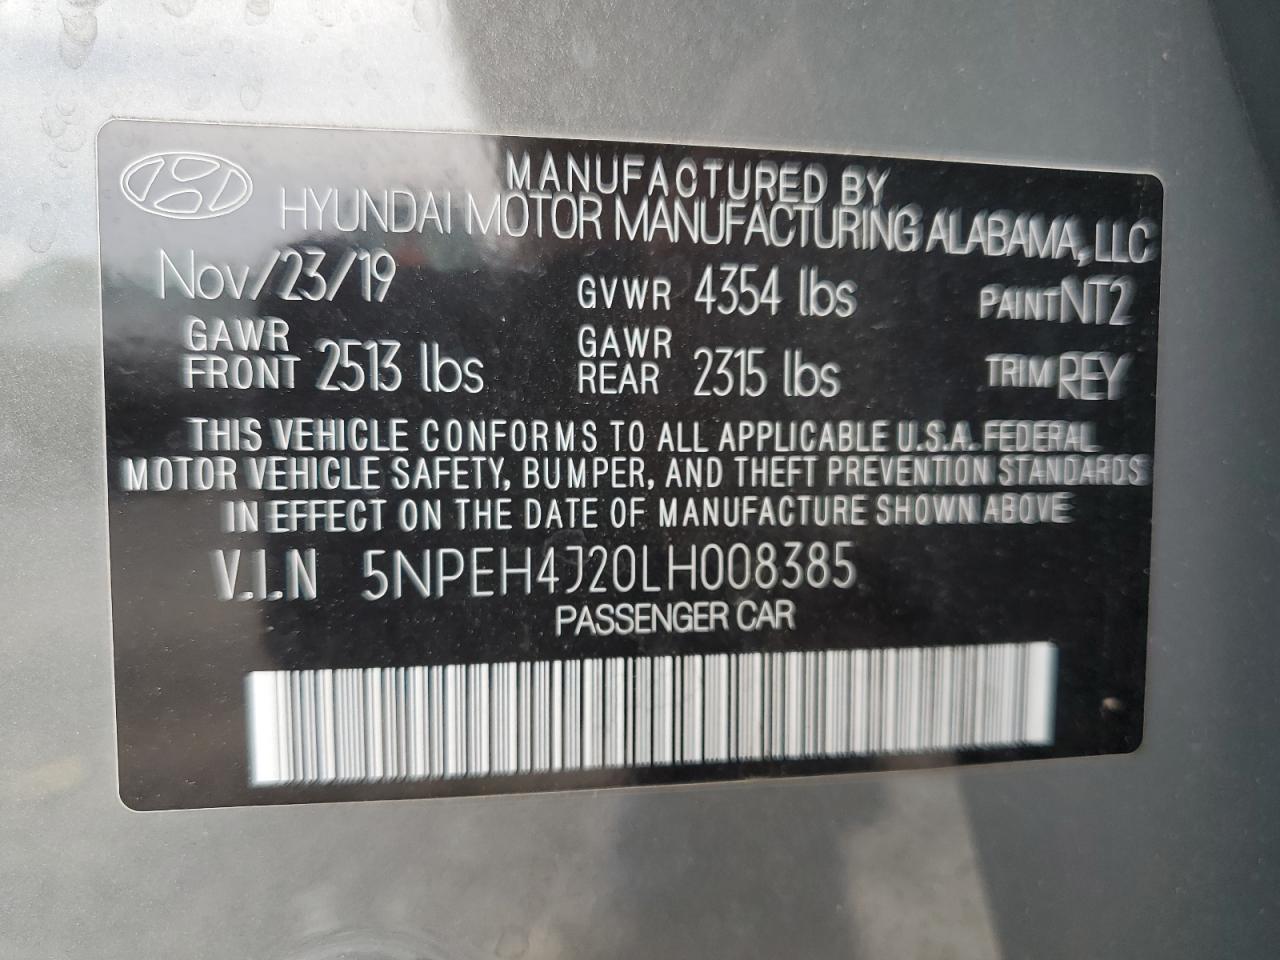 MANUFACTURED BY
HYUNDAI MOTOR MANUFACTURING ALABAMA, LLC
Nov/23/19 GVWR 4354 lbs PAINT NT2
GAWR FRONT 2513 lbs GAWR REAR 2315 lbs TRIM REY
THIS VEHICLE CONFORMS TO ALL APPLICABLE U.S.A. FEDERAL
MOTOR VEHICLE SAFETY, BUMPER, AND THEFT PREVENTION STANDARDS
IN EFFECT ON THE DATE OF MANUFACTURE SHOWN ABOVE
V.I.N 5NPEH4J20LH008385
PASSENGER CAR